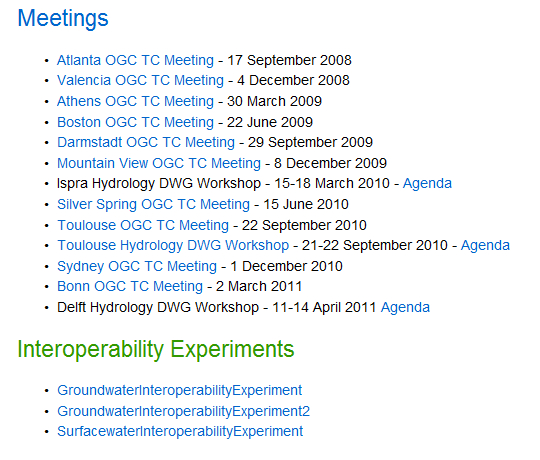 Meetings
• Atlanta OGC TC Meeting - 17 September 2008
• Valencia OGC TC Meeting - 4 December 2008
• Athens OGC TC Meeting - 30 March 2009
• Boston OGC TC Meeting - 22 June 2009
• Darmstadt OGC TC Meeting - 29 September 2009
• Mountain View OGC TC Meeting - 8 December 2009
• Ispra Hydrology DWG Workshop - 15-18 March 2010 - Agenda
• Silver Spring OGC TC Meeting - 15 June 2010
• Toulouse OGC TC Meeting - 22 September 2010
• Toulouse Hydrology DWG Workshop - 21-22 September 2010 - Agenda
• Sydney OGC TC Meeting - 1 December 2010
• Bonn OGC TC Meeting - 2 March 2011
• Delft Hydrology DWG Workshop - 11-14 April 2011 Agenda
Interoperability Experiments
• GroundwaterInteroperabilityExperiment
• GroundwaterInteroperabilityExperiment2
• SurfacewaterInteroperabilityExperiment